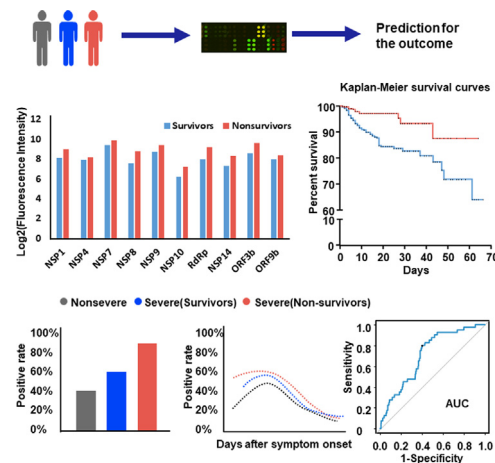 Prediction for
the outcome
Log2(Fluorescence Intensity)
12
10
8
6
4
2
0
Survivors
Nonsurvivors
NSP1
NSP4
NSP7
NSP8
NSP9
NSP10
RdRp
NSP14
ORF3b
ORF9b
Kaplan-Meier survival curves
Percent survival
100
90
80
70
60
10
0
0 10 20 30 40 50 60 70
Days
Nonsevere
Severe(Survivors)
Severe(Non-survivors)
Positive rate
100%
80%
60%
40%
20%
0%
Positive rate
100%
80%
60%
40%
20%
0%
Days after symptom onset
Sensitivity
1.0
0.8
0.6
0.4
0.2
0.0
AUC
0.0 0.2 0.4 0.6 0.8 1.0
1-Specificity